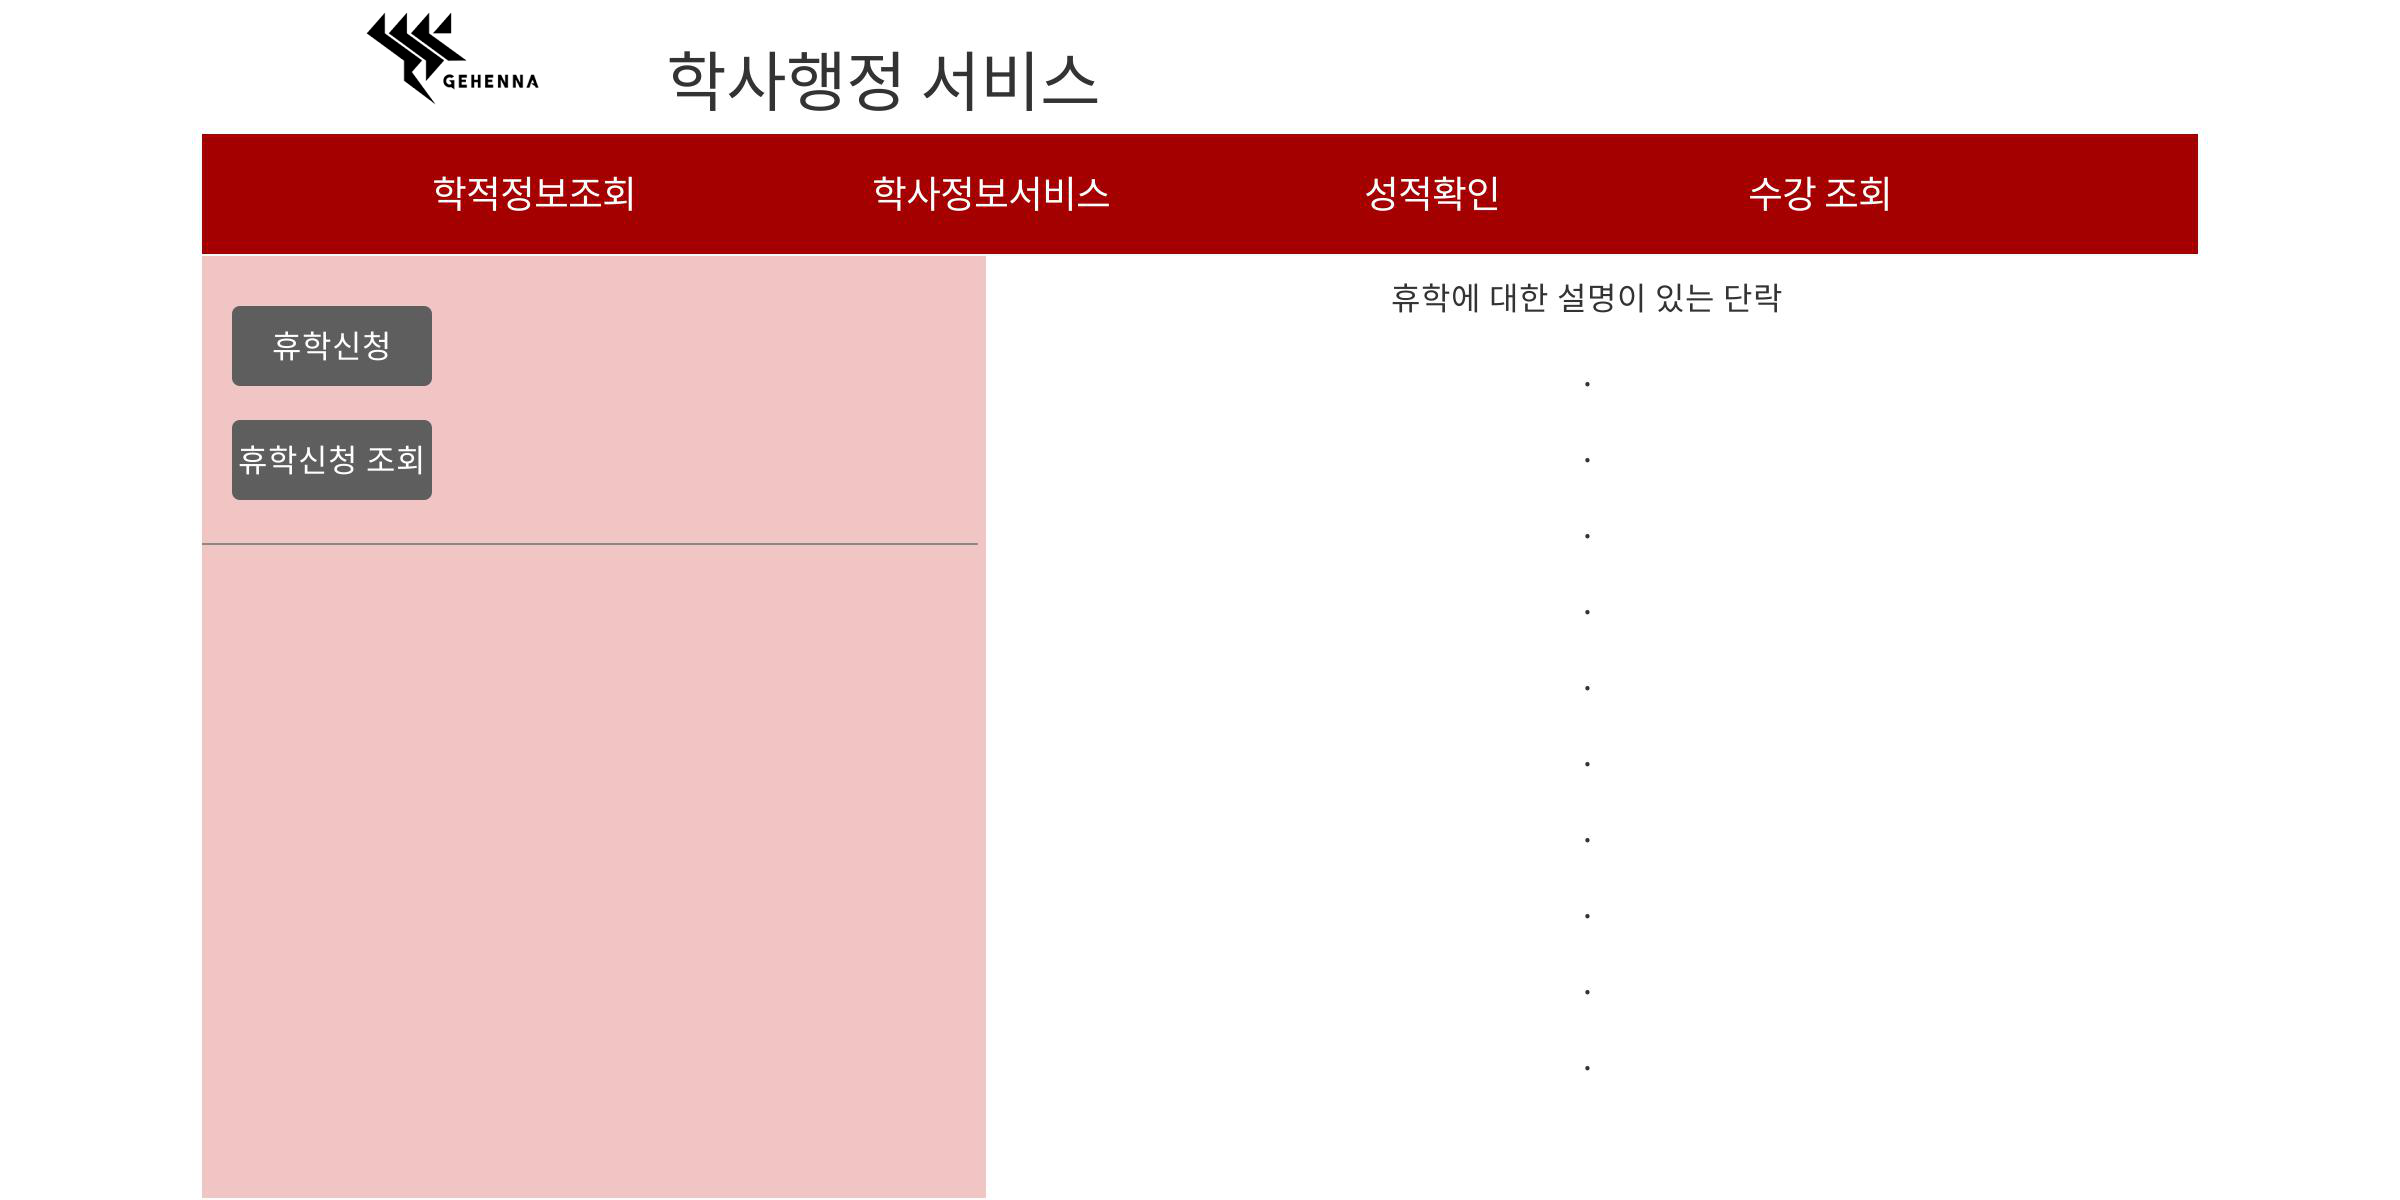 GEHENNA
학사행정 서비스
학적정보조회 학사정보서비스 성적확인 수강 조회
휴학신청
휴학신청 조회
휴학에 대한 설명이 있는 단락
.
.
.
.
.
.
.
.
.
.